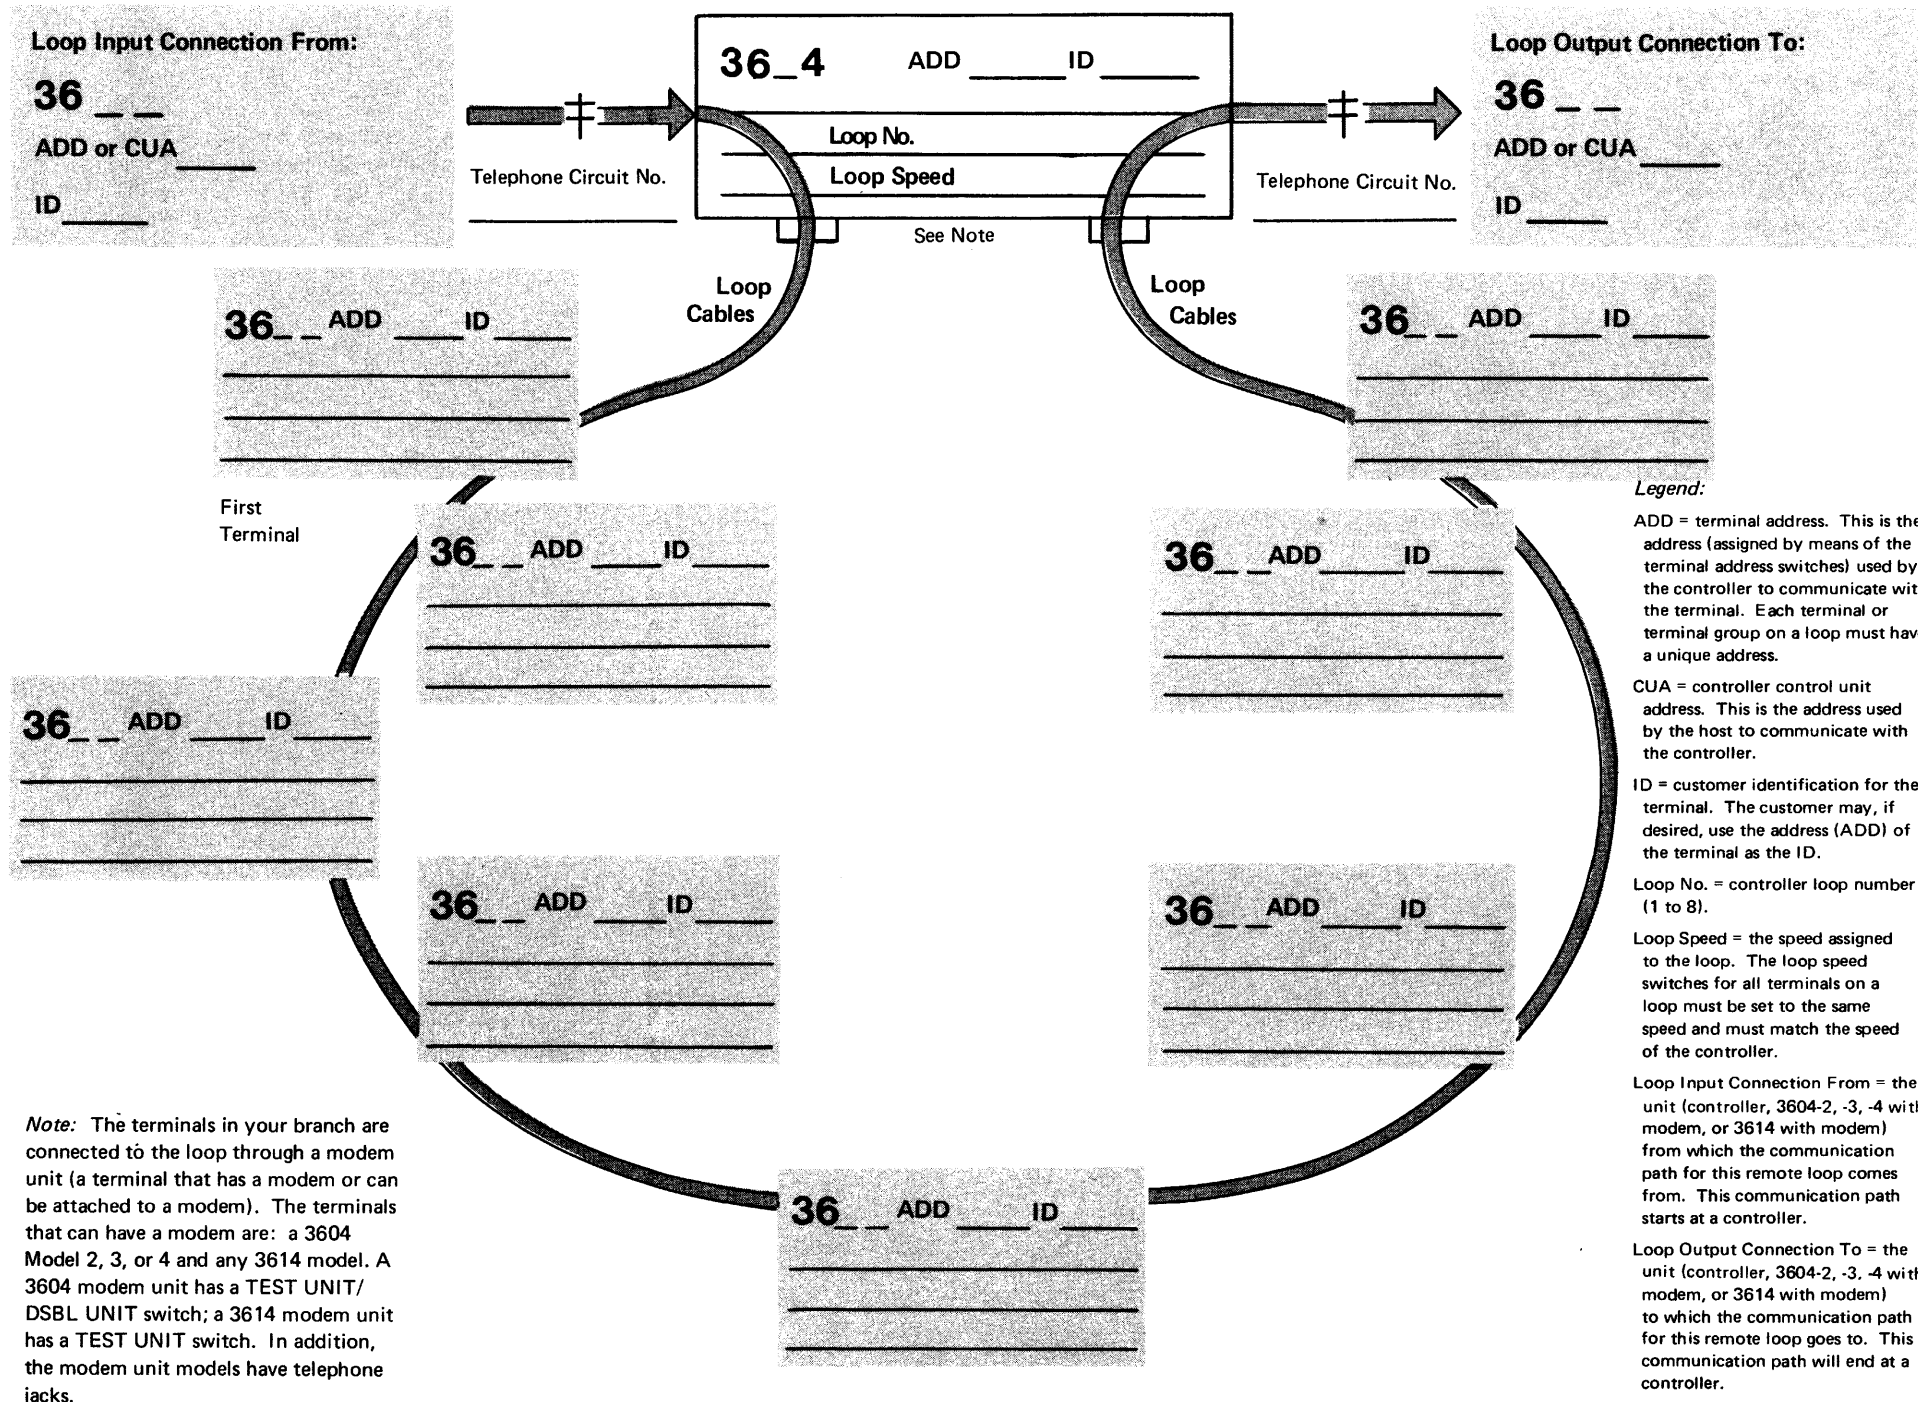 Loop Input Connection From:
36 _ _
ADD or CUA____
ID____
Telephone Circuit No.
36_4 ADD ____ ID ____
Loop No.
Loop Speed
See Note
Telephone Circuit No.
Loop Output Connection To:
36 _ _
ADD or CUA____
ID ____
Loop
Cables
Loop
Cables
36_ _ ADD ____ ID ____
First
Terminal
36_ _ ADD ____ ID ____
36_ _ ADD ____ ID ____
36_ _ ADD ____ ID ____
36_ _ ADD ____ ID ____
36_ _ ADD ____ ID ____
36_ _ ADD ____ ID ____
36_ _ ADD ____ ID ____
36_ _ ADD ____ ID ____
Note: The terminals in your branch are
connected to the loop through a modem
unit (a terminal that has a modem or can
be attached to a modem). The terminals
that can have a modem are: a 3604
Model 2, 3, or 4 and any 3614 model. A
3604 modem unit has a TEST UNIT/
DSBL UNIT switch; a 3614 modem unit
has a TEST UNIT switch. In addition,
the modem unit models have telephone
jacks.
Legend:
ADD = terminal address. This is the
address (assigned by means of the
terminal address switches) used by
the controller to communicate wit
the terminal. Each terminal or
terminal group on a loop must hav
a unique address.
CUA = controller control unit
address. This is the address used
by the host to communicate with
the controller.
ID = customer identification for the
terminal. The customer may, if
desired, use the address (ADD) of
the terminal as the ID.
Loop No. = controller loop number
(1 to 8).
Loop Speed = the speed assigned
to the loop. The loop speed
switches for all terminals on a
loop must be set to the same
speed and must match the speed
of the controller.
Loop Input Connection From = the
unit (controller, 3604-2, -3, -4 with
modem, or 3614 with modem)
from which the communication
path for this remote loop comes
from. This communication path
starts at a controller.
Loop Output Connection To = the
unit (controller, 3604-2, -3, -4 with
modem, or 3614 with modem)
to which the communication path
for this remote loop goes to. This
communication path will end at a
controller.